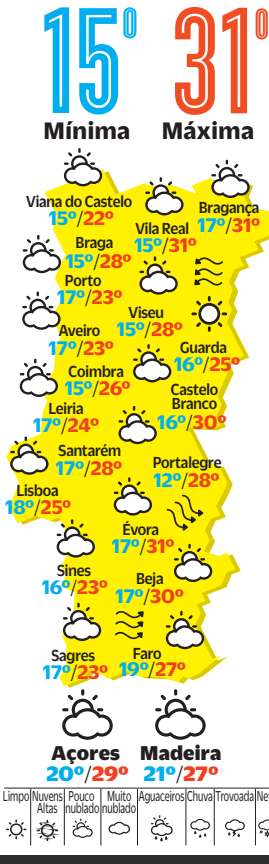 15º 31º
Mínima Máxima
Viana do Castelo
15º/22º
Bragança
17º/31º
Vila Real
15º/31º
Braga
15º/28º
Porto
17º/23º
Viseu
15º/28º
Aveiro
17º/23º
Guarda
16º/25º
Coimbra
15º/26º
Castelo
Branco
16º/30º
Leiria
17º/24º
Santarém
17º/28º
Portalegre
12º/28º
Lisboa
18º/25º
Évora
17º/31º
Sines
16º/23º
Beja
17º/30º
Sagres
17º/23º
Faro
19º/27º
Açores
20º/29º
Madeira
21º/27º
Limpo
Nuvens
Altas
Pouco
nublado
Muito
nublado
Aguaceiros
Chuva
Trovoada